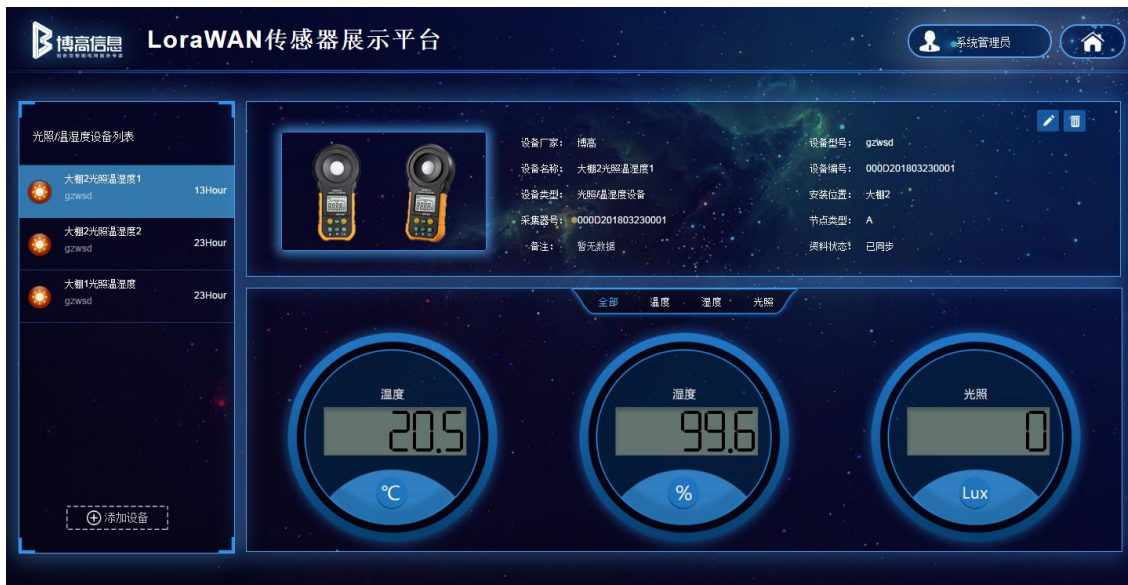 博高信息
LoraWAN传感器展示平台
系统管理员
光照/温湿度设备列表
大棚2光照温湿度1
gzwsd
13Hour
大棚2光照温湿度2
gzwsd
23Hour
大棚1光照温湿度
gzwsd
23Hour
添加设备
设备厂家: 博高
设备型号: gzwsd
设备名称: 大棚2光照温湿度1
设备编号: 000D201803230001
设备类型: 光照/温湿度设备
安装位置: 大棚2
采集器号: 000D201803230001
节点类型: A
备注: 暂无数据
资料状态: 已同步
全部 温度 湿度 光照
温度
20.5
℃
湿度
99.6
%
光照
0
Lux